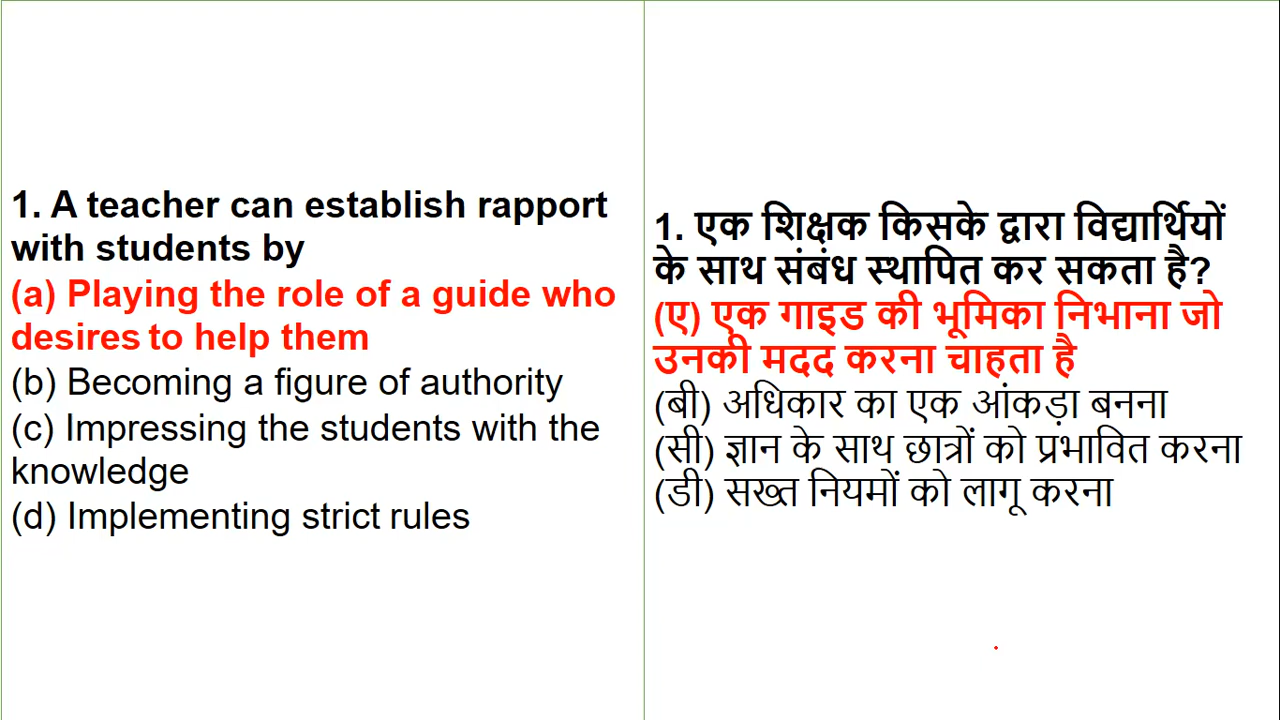 1. A teacher can establish rapport
with students by
(a) Playing the role of a guide who
desires to help them
(b) Becoming a figure of authority
(c) Impressing the students with the
knowledge
(d) Implementing strict rules
1. एक शिक्षक किसके द्वारा विद्यार्थियों
के साथ संबंध स्थापित कर सकता है?
(ए) एक गाइड की भूमिका निभाना जो
उनकी मदद करना चाहता है
(बी) अधिकार का एक आंकड़ा बनना
(सी) ज्ञान के साथ छात्रों को प्रभावित करना
(डी) सख्त नियमों को लागू करना